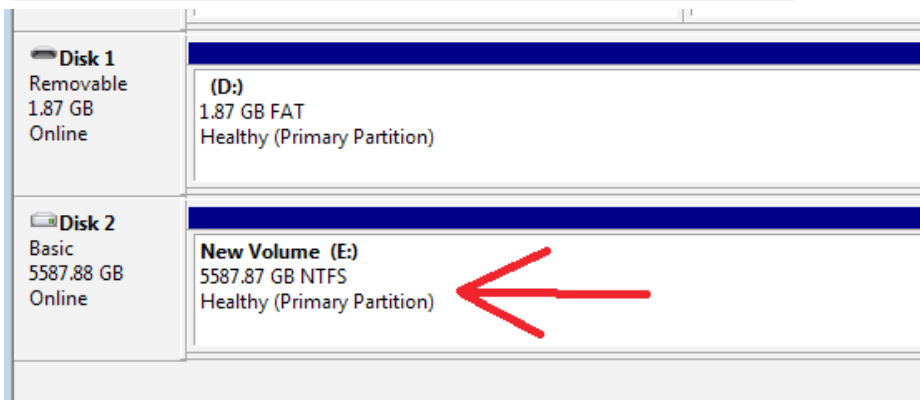 Disk 1
Removable
1.87 GB
Online
(D:)
1.87 GB FAT
Healthy (Primary Partition)
Disk 2
Basic
5587.88 GB
Online
New Volume (E:)
5587.87 GB NTFS
Healthy (Primary Partition)